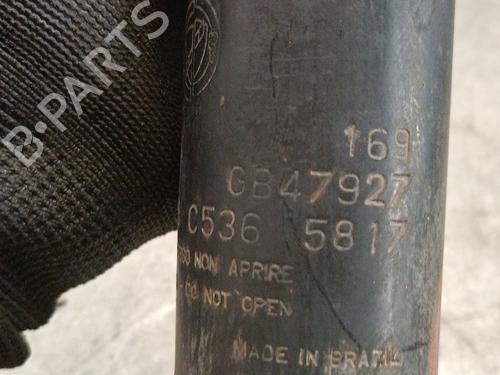 B-PARTS
169
GB47927
C536 5817
NON APRIRE
DO NOT OPEN
MADE IN BRAZIL